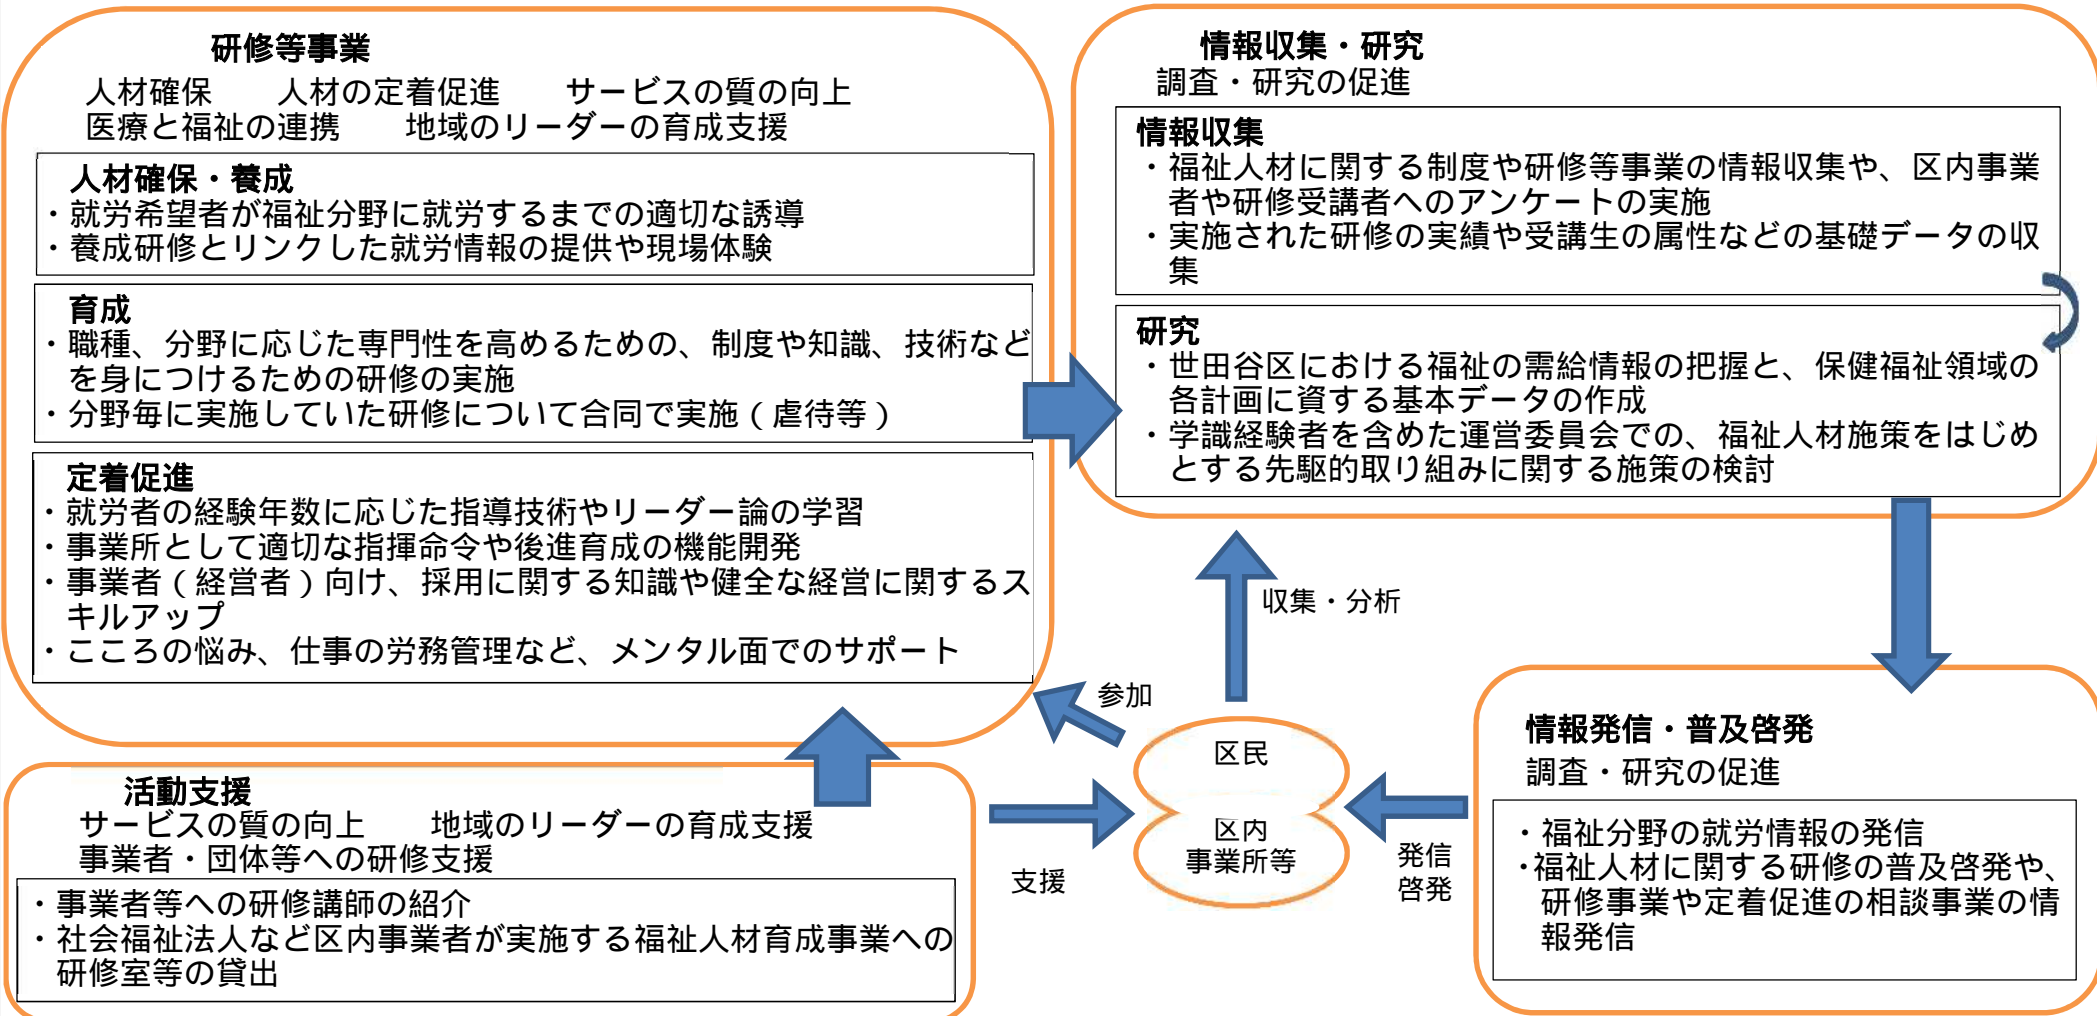 研修等事業
人材確保　　人材の定着促進　　サービスの質の向上
医療と福祉の連携　　地域のリーダーの育成支援
人材確保・養成
・就労希望者が福祉分野に就労するまでの適切な誘導
・養成研修とリンクした就労情報の提供や現場体験
育成
・職種、分野に応じた専門性を高めるための、制度や知識、技術など
を身につけるための研修の実施
・分野毎に実施していた研修について合同で実施（虐待等）
定着促進
・就労者の経験年数に応じた指導技術やリーダー論の学習
・事業所として適切な指揮命令や後進育成の機能開発
・事業者（経営者）向け、採用に関する知識や健全な経営に関するス
キルアップ
・こころの悩み、仕事の労務管理など、メンタル面でのサポート
情報収集・研究
調査・研究の促進
情報収集
・福祉人材に関する制度や研修等事業の情報収集や、区内事業
者や研修受講者へのアンケートの実施
・実施された研修の実績や受講生の属性などの基礎データの収
集
研究
・世田谷区における福祉の需給情報の把握と、保健福祉領域の
各計画に資する基本データの作成
・学識経験者を含めた運営委員会での、福祉人材施策をはじめ
とする先駆的取り組みに関する施策の検討
収集・分析
参加
区民
区内
事業所等
支援
発信
啓発
活動支援
サービスの質の向上　　地域のリーダーの育成支援
事業者・団体等への研修支援
・事業者等への研修講師の紹介
・社会福祉法人など区内事業者が実施する福祉人材育成事業への
研修室等の貸出
情報発信・普及啓発
調査・研究の促進
・福祉分野の就労情報の発信
・福祉人材に関する研修の普及啓発や、
研修事業や定着促進の相談事業の情
報発信